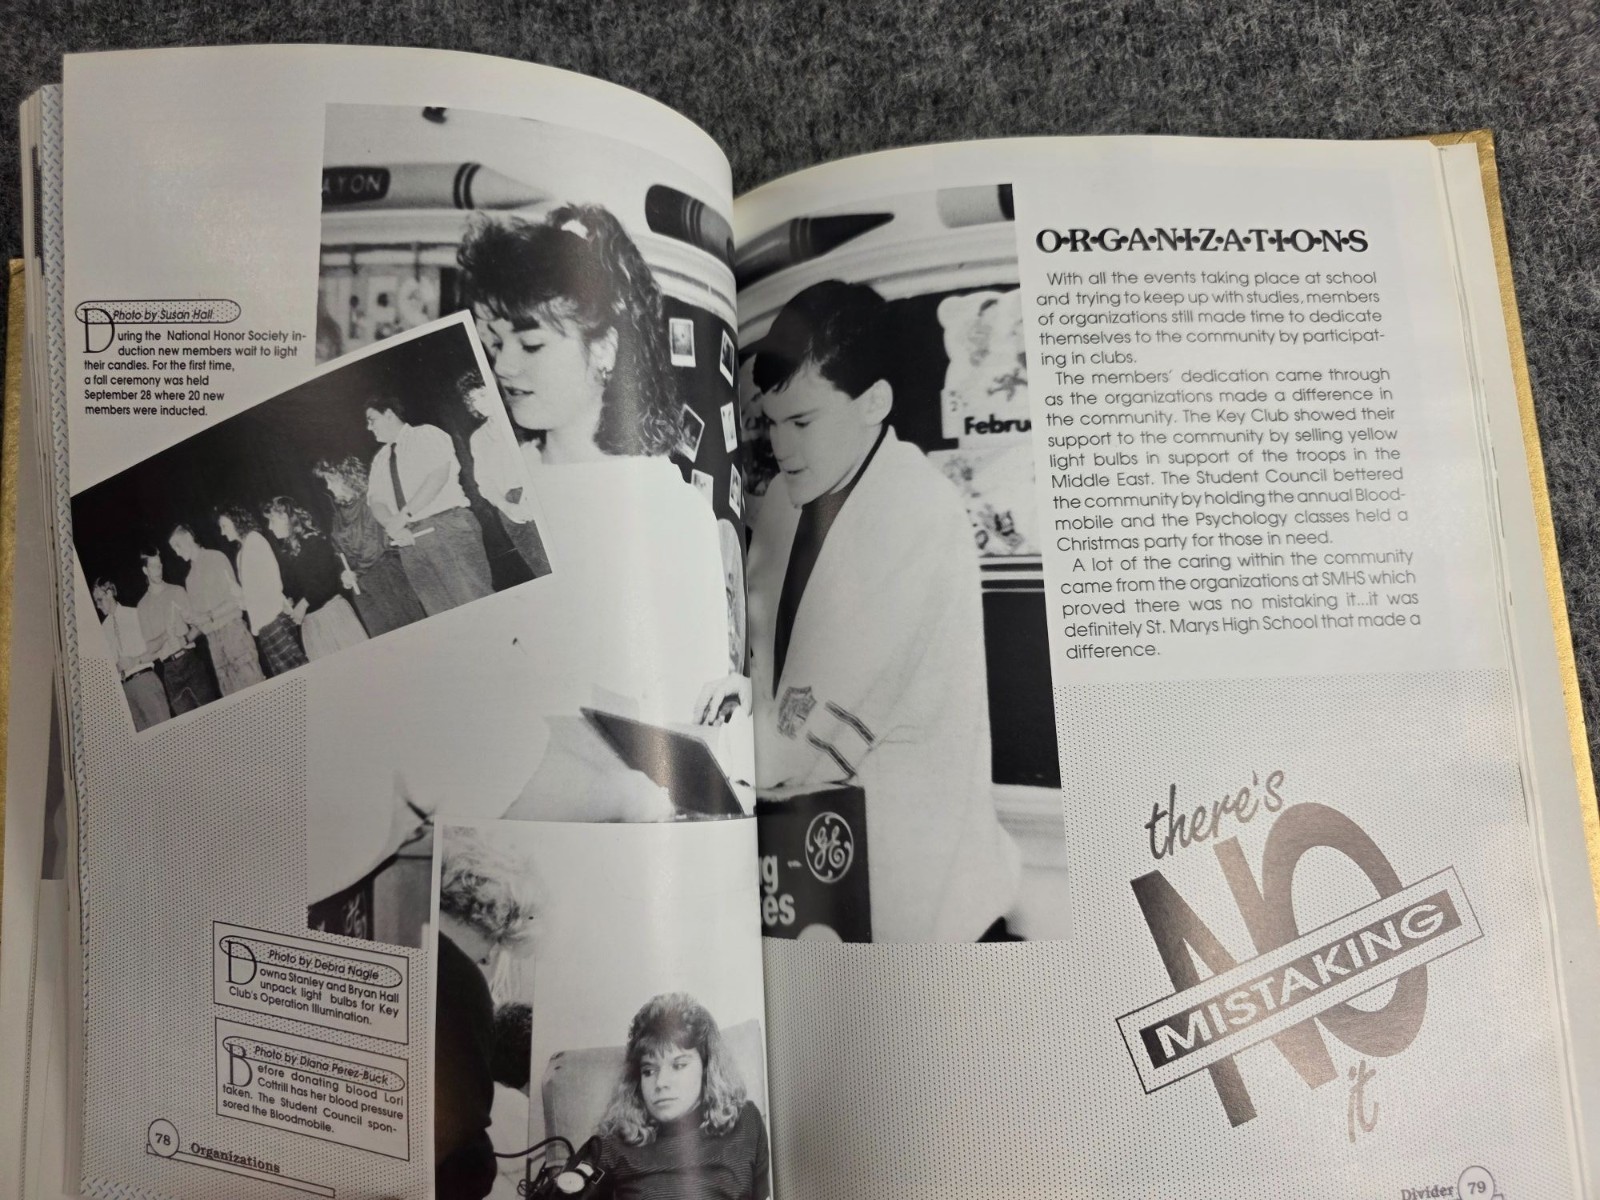 Photo by Susan Hall
During the National Honor Society in-
duction new members wait to light
their candles. For the first time,
a fall ceremony was held
September 28 where 20 new
members were inducted.
Photo by Debra Nagle
Downa Stanley and Bryan Hall
unpack light bulbs for Key
Club's Operation Illumination.
Photo by Diana Perez-Buck
Before donating blood Lori
Cottrill has her blood pressure
taken. The Student Council spon-
sored the Bloodmobile.
78 Organizations
AYON
Febru
GE
O·R·G·A·N·I·Z·A·T·I·O·N·S
With all the events taking place at school
and trying to keep up with studies, members
of organizations still made time to dedicate
themselves to the community by participat-
ing in clubs.
The members' dedication came through
as the organizations made a difference in
the community. The Key Club showed their
support to the community by selling yellow
light bulbs in support of the troops in the
Middle East. The Student Council bettered
the community by holding the annual Blood-
mobile and the Psychology classes held a
Christmas party for those in need.
A lot of the caring within the community
came from the organizations at SMHS which
proved there was no mistaking it...it was
definitely St. Marys High School that made a
difference.
there's
NO
MISTAKING
it
Divider 79